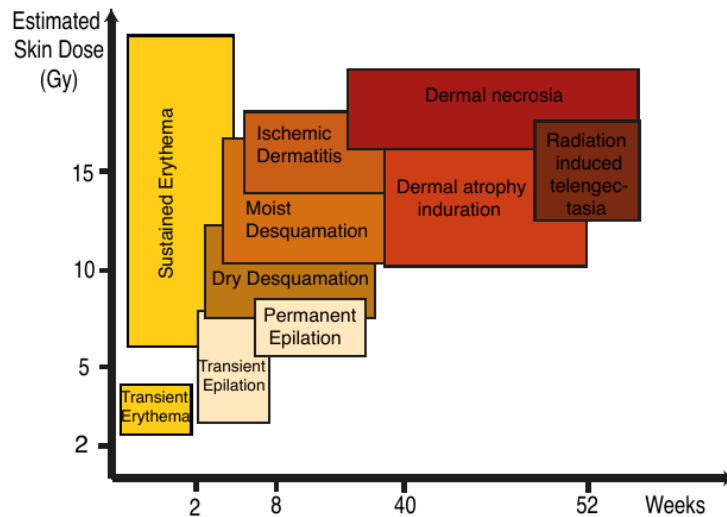 Estimated
Skin Dose
(Gy)
Sustained Erythema
Dermal necrosia
Ischemic
Dermatitis
Radiation
induced
telengec-
tasia
15
Dermal atrophy
induration
Moist
Desquamation
10
Dry Desquamation
Permanent
Epilation
5
Transient
Epilation
Transient
Erythema
2
2
8
40
52
Weeks